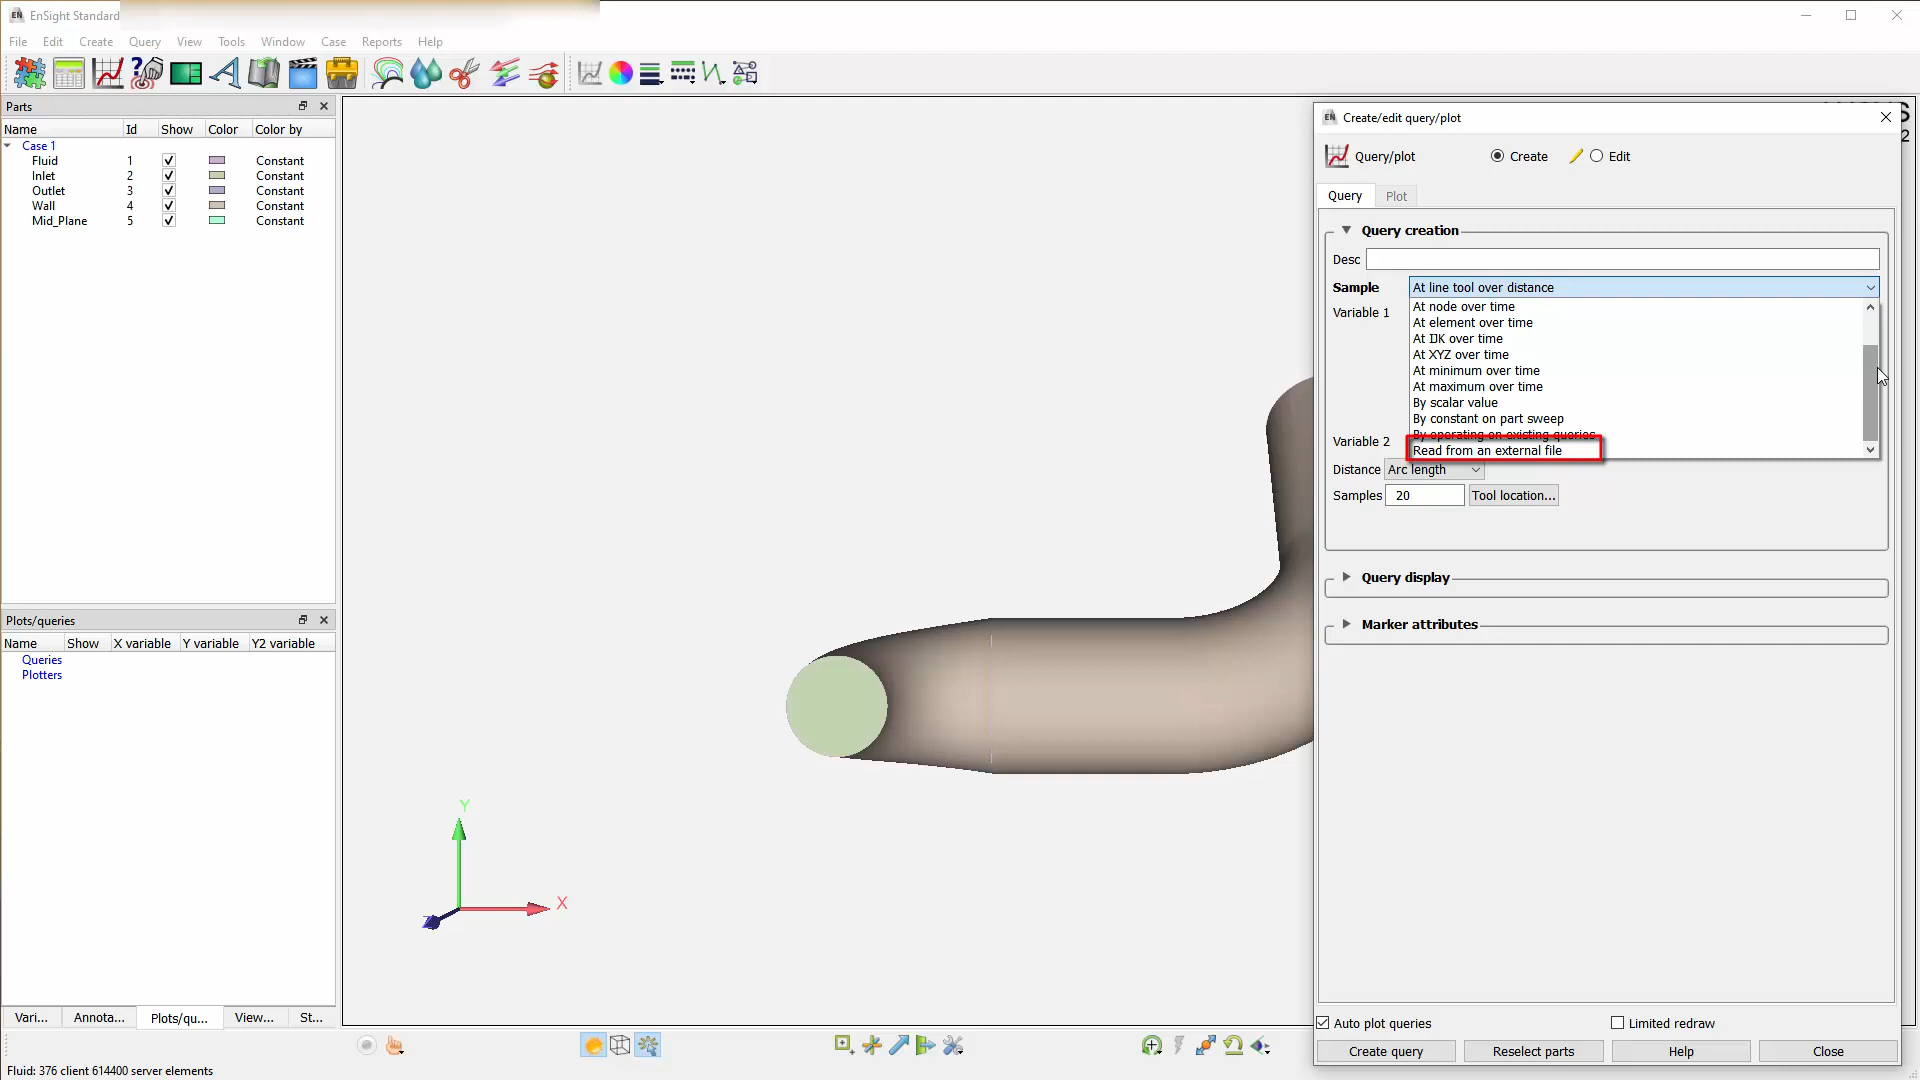 EnSight Standard
File Edit Create Query View Tools Window Case Reports Help
Parts
Name Id Show Color Color by
Case 1
Fluid 1 Constant
Inlet 2 Constant
Outlet 3 Constant
Wall 4 Constant
Mid_Plane 5 Constant
Plots/queries
Name Show X variable Y variable Y2 variable
Queries
Plotters
Vari... Annota... Plots/qu... View... St...
Fluid: 376 client 614400 server elements
Y
X
Z
EN Create/edit query/plot
Query/plot Create Edit
Query Plot
Query creation
Desc
Sample At line tool over distance
Variable 1
At node over time
At element over time
At IJK over time
At XYZ over time
At minimum over time
At maximum over time
By scalar value
By constant on part sweep
By operating on existing queries
Read from an external file
Variable 2
Distance Arc length
Samples 20 Tool location...
Query display
Marker attributes
Auto plot queries Limited redraw
Create query Reselect parts Help Close